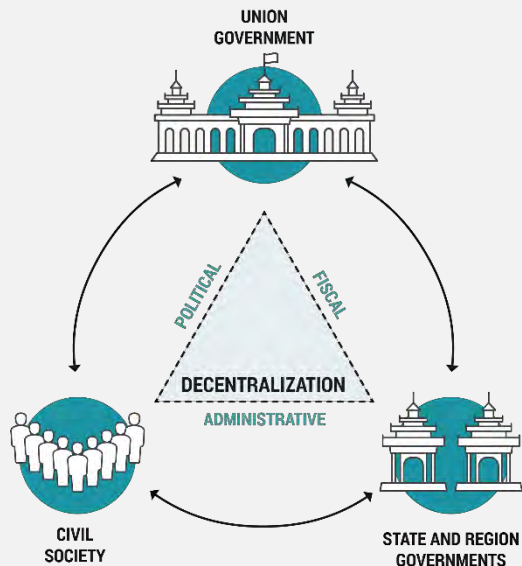 UNION
GOVERNMENT
POLITICAL
FISCAL
DECENTRALIZATION
ADMINISTRATIVE
CIVIL
SOCIETY
STATE AND REGION
GOVERNMENTS